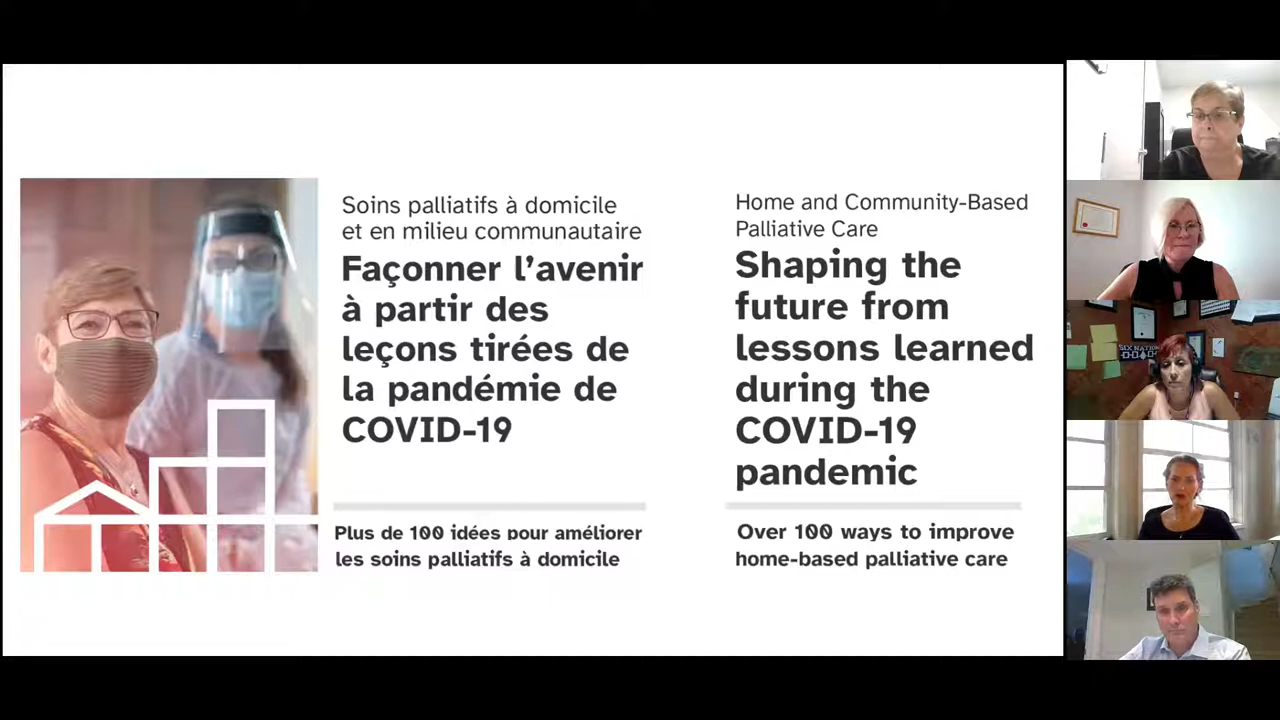 Soins palliatifs à domicile
et en milieu communautaire
Façonner l’avenir
à partir des
leçons tirées de
la pandémie de
COVID-19
Plus de 100 idées pour améliorer
les soins palliatifs à domicile
Home and Community-Based
Palliative Care
Shaping the
future from
lessons learned
during the
COVID-19
pandemic
Over 100 ways to improve
home-based palliative care
SIX NATIONS